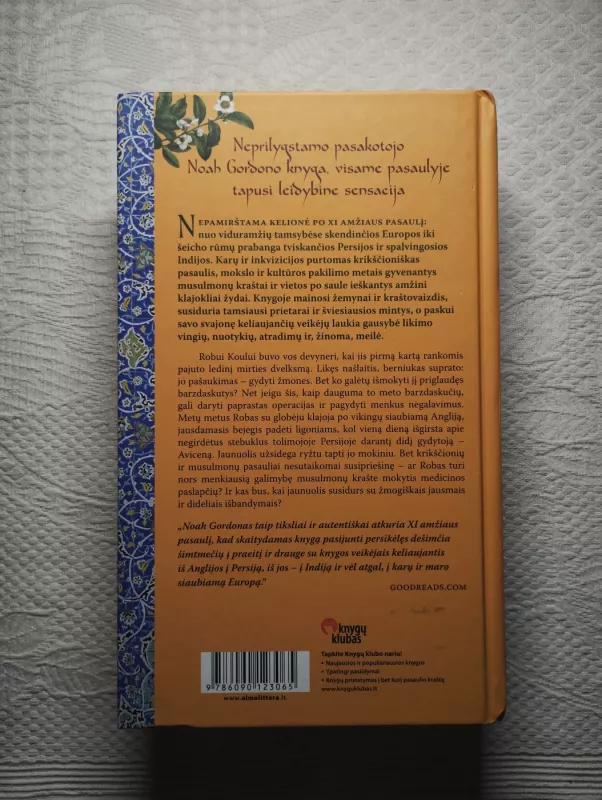 Neprilygstamo pasakotojo
Noah Gordono knyga, visame pasaulyje
tapusi leidybine sensacija
NEPAMIRŠTAMA KELIONĖ PO XI AMŽIAUS PASAULĮ:
nuo viduramžių tamsybėse skendinčios Europos iki
šeicho rūmų prabanga tviskančios Persijos ir spalvingosios
Indijos. Karų ir inkvizicijos purtomas krikščioniškas
pasaulis, mokslo ir kultūros pakilimo metais gyvenantys
musulmonų kraštai ir vietos po saule ieškantys amžini
klajokliai žydai. Knygoje mainosi žemynai ir kraštovaizdis,
susiduria tamsiausi prietarai ir šviesiausios mintys, o paskui
savo svajonę keliaujančių veikėjų laukia gausybė likimo
vingių, nuotykių, atradimų ir, žinoma, meilė.
Robui Koului buvo vos devyneri, kai jis pirmą kartą rankomis
pajuto ledinį mirties dvelksmą. Likęs našlaitis, berniukas suprato:
jo pašaukimas – gydyti žmones. Bet ko galėtų išmokyti jį priglaudęs
barzdaskutys? Net jeigu šis, kaip dauguma to meto barzdaskučių,
gali daryti paprastas operacijas ir pagydyti menkus negalavimus.
Metų metus Robas su globėju klajoja po vikingų siaubiamą Angliją,
jausdamasis bejėgis padėti ligoniams, kol vieną dieną išgirsta apie
negirdėtus stebuklus tolimojoje Persijoje darantį didį gydytoją –
Aviceną. Jaunuolis užsidega ryžtu tapti jo mokiniu. Bet krikščionių
ir musulmonų pasauliai nesutaikomai susipriešinę – ar Robas turi
nors menkiausią galimybę musulmonų krašte mokytis medicinos
paslapčių? Ir kas bus, kai jaunuolis susidurs su žmogiškais jausmais
ir dideliais išbandymais?
„Noah Gordonas taip tiksliai ir autentiškai atkuria XI amžiaus
pasaulį, kad skaitydamas knygą pasijunti persikėlęs dešimčia
šimtmečių į praeitį ir drauge su knygos veikėjais keliaujantis
iš Anglijos į Persiją, iš jos – į Indiją ir vėl atgal, į karų ir maro
siaubiamą Europą.“
GOODREADS.COM
knygų
klubas
Tapkite Knygų klubo nariu!
• Naujausios ir populiariausios knygos
• Ypatingi pasiūlymai
• Knygų pristatymas į bet kurį pasaulio kraštą
www.knyguklubas.lt
9 786090 123065
www.almalittera.lt